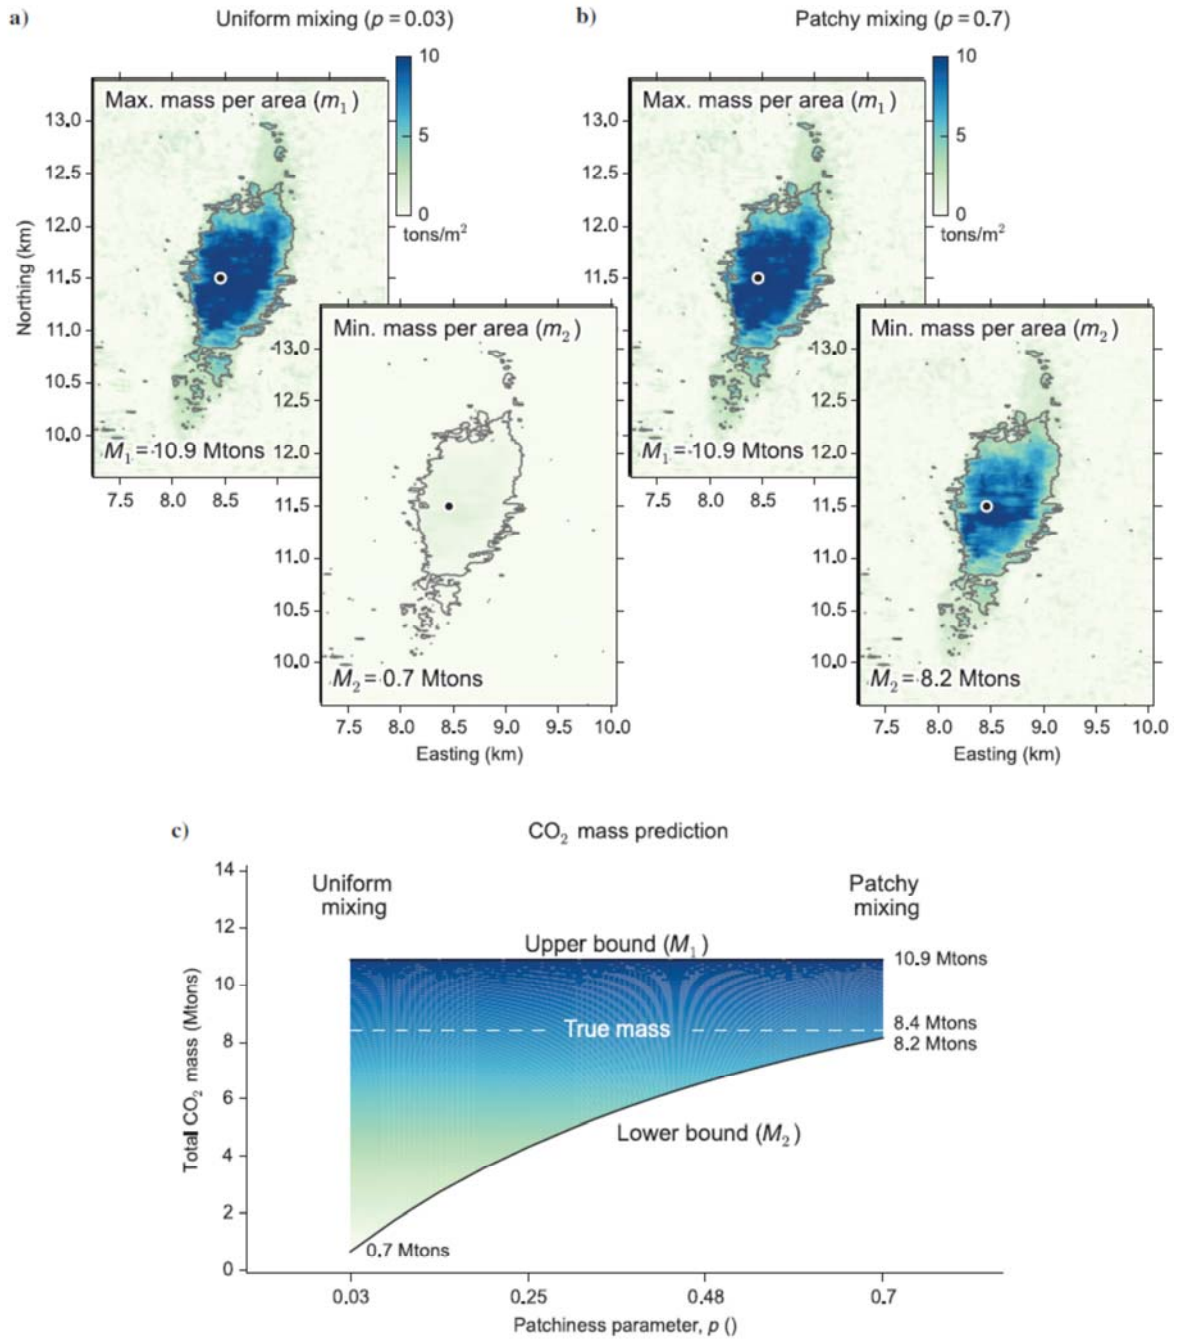 a) Uniform mixing (p = 0.03)
Max. mass per area (m₁)
10
5
0
tons/m²
Northing (km)
13.0
12.5
12.0
11.5
11.0
10.5
10.0
M₁ = 10.9 Mtons
7.5 8.0 8.5
Min. mass per area (m₂)
13.0
12.5
12.0
11.5
11.0
10.5
10.0
M₂ = 0.7 Mtons
7.5 8.0 8.5 9.0 9.5 10.0
Easting (km)
b) Patchy mixing (p = 0.7)
Max. mass per area (m₁)
10
5
0
tons/m²
13.0
12.5
12.0
11.5
11.0
10.5
10.0
M₁ = 10.9 Mtons
7.5 8.0 8.5
Min. mass per area (m₂)
13.0
12.5
12.0
11.5
11.0
10.5
10.0
M₂ = 8.2 Mtons
7.5 8.0 8.5 9.0 9.5 10.0
Easting (km)
c) CO₂ mass prediction
Total CO₂ mass (Mtons)
14
12
10
8
6
4
2
0
Uniform
mixing
Patchy
mixing
Upper bound (M₁)
10.9 Mtons
True mass
8.4 Mtons
8.2 Mtons
Lower bound (M₂)
0.7 Mtons
0.03 0.25 0.48 0.7
Patchiness parameter, p ()